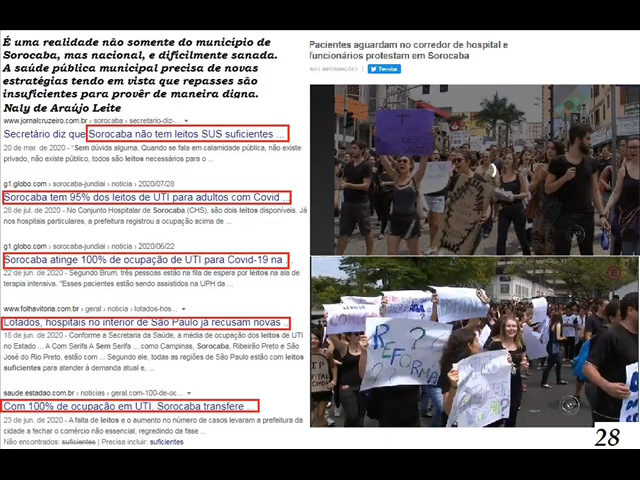 É uma realidade não somente do município de
Sorocaba, mas nacional, e dificilmente sanada.
A saúde pública municipal precisa de novas
estratégias tendo em vista que repasses são
insuficientes para provêr de maneira digna.
Naly de Araújo Leite
www.jornalcruzeiro.com.br › sorocaba › secretario-diz-...
Secretário diz que Sorocaba não tem leitos SUS suficientes ...
20 de mar. de 2020 - "Sem dúvida alguma. Quando se fala em calamidade pública, não existe
privado, não existe público, todos são leitos necessários para o ...
g1.globo.com › sorocaba-jundiai › noticia › 2020/07/28
Sorocaba tem 95% dos leitos de UTI para adultos com Covid ...
28 de jul. de 2020 - No Conjunto Hospitalar de Sorocaba (CHS), são dois leitos disponíveis. Já
nos hospitais particulares, a prefeitura registrou a ocupação acima de ...
g1.globo.com › sorocaba-jundiai › noticia › 2020/06/22
Sorocaba atinge 100% de ocupação de UTI para Covid-19 na ...
22 de jun. de 2020 - Segundo Brum, três pessoas estão na fila de espera por leitos na ala de
terapia intensiva. "Esses pacientes estão sendo assistidos na UPH da ...
www.folhavitoria.com.br › geral › noticia › lotados-hos...
Lotados, hospitais no interior de São Paulo já recusam novas ...
18 de jun. de 2020 - Conforme a Secretaria da Saúde, a média de ocupação dos leitos de UTI
no Estado ... A Com Serifa A Sem Serifa ... Com Campinas, Sorocaba, Ribeirão Preto e São
José do Rio Preto, estão com ... Segundo ele, todas as regiões de São Paulo estão com leitos
suficientes para atender à demanda atual e, ...
saude.estadao.com.br › noticias › geral,com-100-de-oc...
Com 100% de ocupação em UTI, Sorocaba transfere ...
23 de jun. de 2020 - A falta de leitos e o aumento no número de casos levaram a prefeitura da
cidade a fechar o comércio não essencial, regredindo da fase ...
Não encontrados: suficientes | Precisa incluir: suficientes
Pacientes aguardam no corredor de hospital e
funcionários protestam em Sorocaba
MAIS INFORMAÇÕES
Tweetar
REFORMA?
28